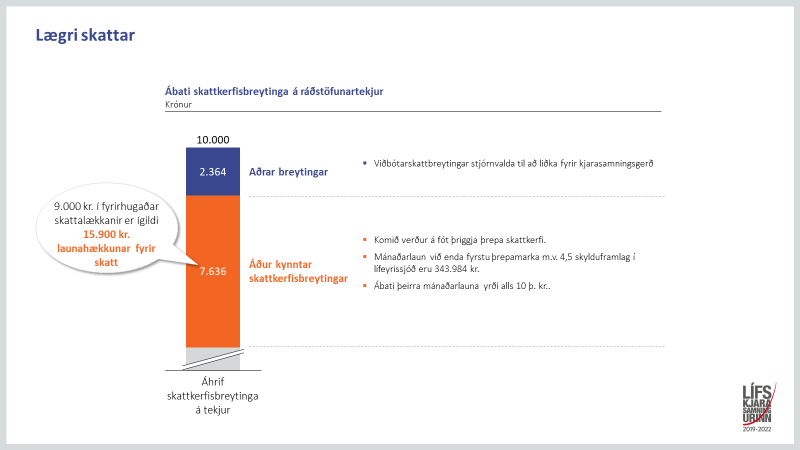 Lægri skattar
Ábati skattkerfisbreytinga á ráðstöfunartekjur
Krónur
10.000
2.364
Aðrar breytingar
▪ Viðbótarskattbreytingar stjórnvalda til að liðka fyrir kjarasamningsgerð
9.000 kr. í fyrirhugaðar
skattalækkanir er ígildi
15.900 kr.
launahækkunar fyrir
skatt
7.636
Áður kynntar
skattkerfisbreytingar
▪ Komið verður á fót þriggja þrepa skattkerfi.
▪ Mánaðarlaun við enda fyrstu þrepamarka m.v. 4,5 skylduframlag í
lífeyrissjóð eru 343.984 kr.
▪ Ábati þeirra mánaðarlauna yrði alls 10 þ. kr..
Áhrif
skattkerfisbreytinga
á tekjur
LÍFS
KJARA
SAMNING
URINN
2019-2022